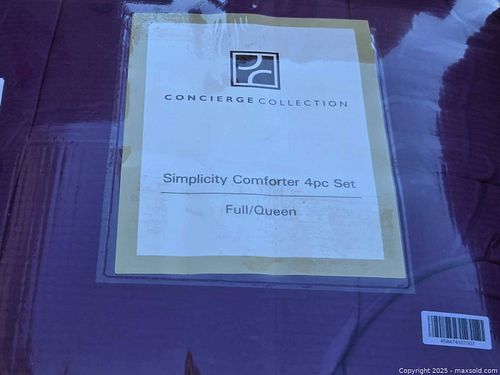 CONCIERGE COLLECTION
Simplicity Comforter 4pc Set
Full/Queen
Copyright 2025 - maxsold.com